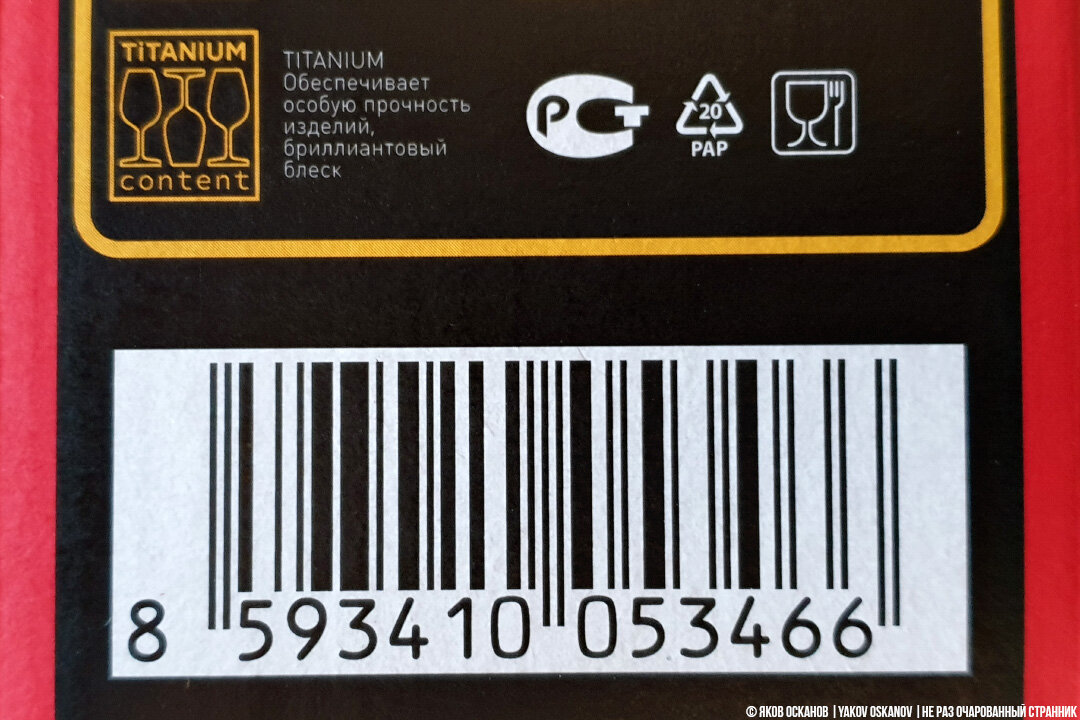 TiTANIUM
content
TITANIUM
Обеспечивает
особую прочность
изделий,
бриллиантовый
блеск
РСТ
20
PAP
8 593410 053466
© ЯКОВ ОСКАНОВ | YAKOV OSKANOV | НЕ РАЗ ОЧАРОВАННЫЙ СТРАННИК